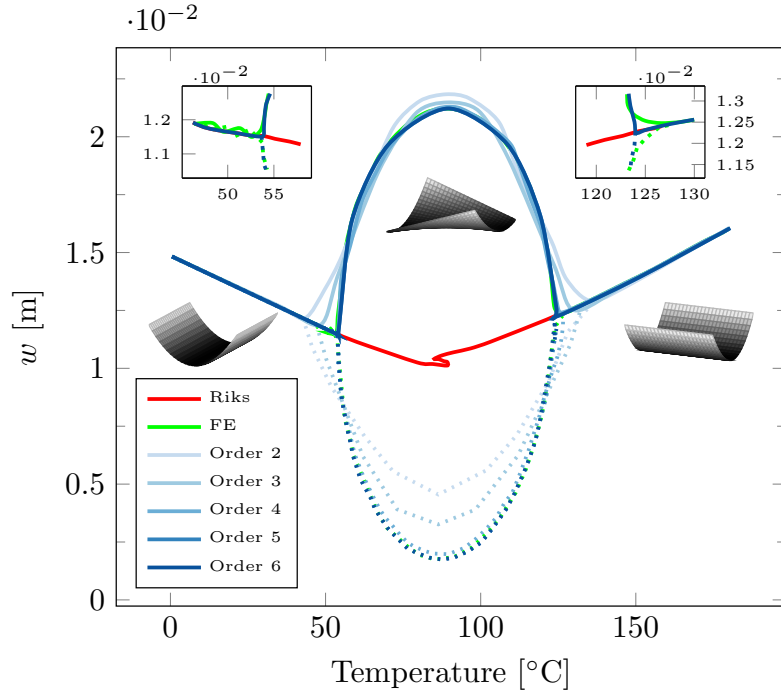 ·10−2
·10−2
1.2
1.1
50
55
·10−2
1.3
1.25
1.2
1.15
120
125
130
2
1.5
1
0.5
0
w [m]
Riks
FE
Order 2
Order 3
Order 4
Order 5
Order 6
0
50
100
150
Temperature [°C]